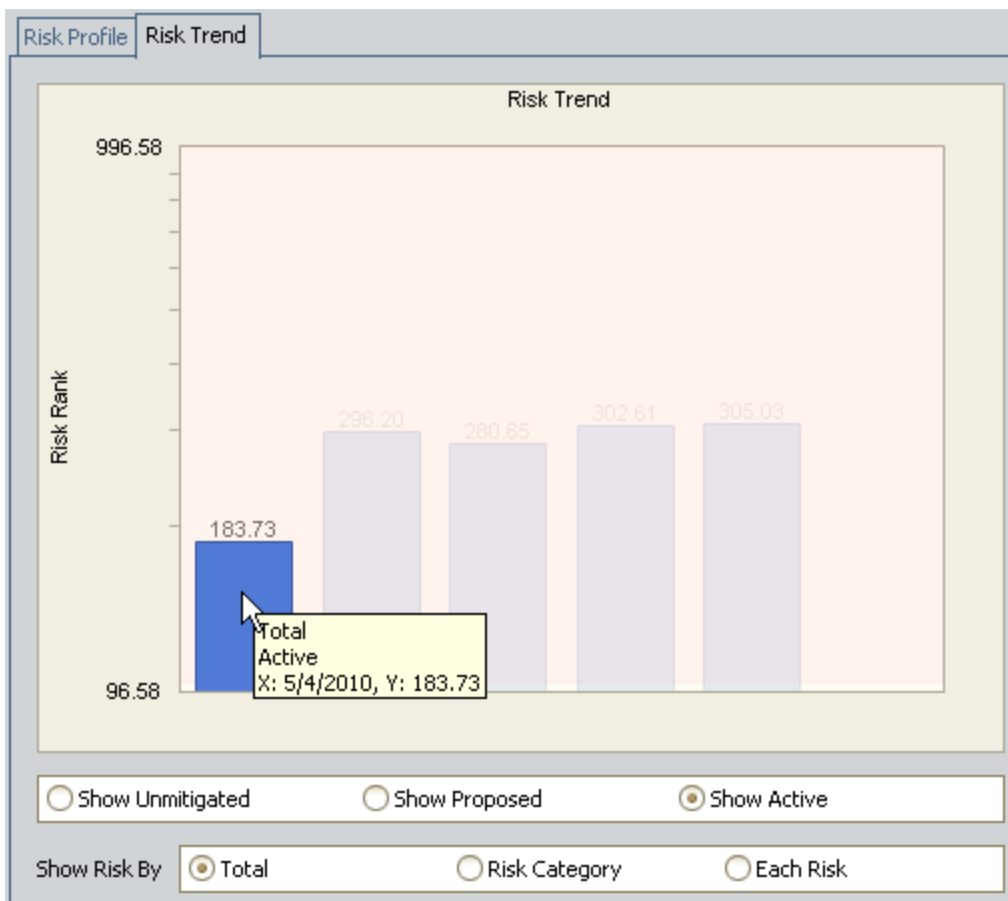 Risk Profile Risk Trend
Risk Trend
996.58
Risk Rank
296.20 280.65 302.61 305.03
183.73
Total
Active
X: 5/4/2010, Y: 183.73
96.58
Show Unmitigated Show Proposed Show Active
Show Risk By Total Risk Category Each Risk